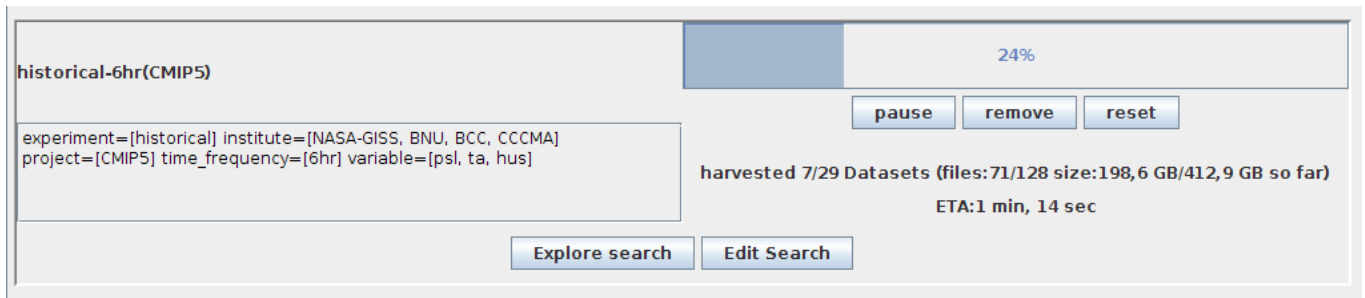 historical-6hr(CMIP5)
24%
pause remove reset
experiment=[historical] institute=[NASA-GISS, BNU, BCC, CCCMA]
project=[CMIP5] time_frequency=[6hr] variable=[psl, ta, hus]
harvested 7/29 Datasets (files:71/128 size:198,6 GB/412,9 GB so far)
ETA:1 min, 14 sec
Explore search Edit Search